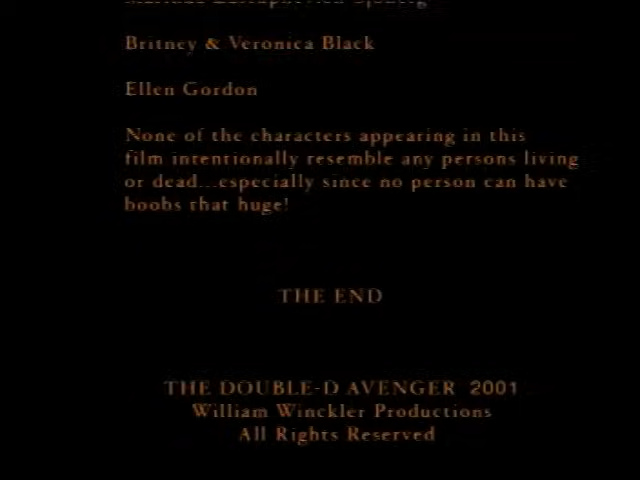 Britney & Veronica Black
Ellen Gordon
None of the characters appearing in this
film intentionally resemble any persons living
or dead...especially since no person can have
boobs that huge!
THE END
THE DOUBLE-D AVENGER 2001
William Winckler Productions
All Rights Reserved